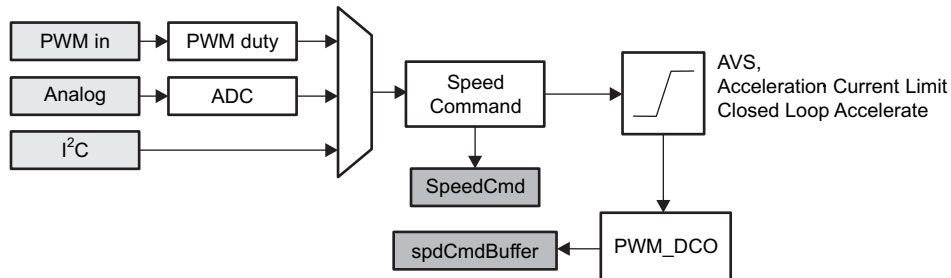 PWM in
PWM duty
Analog
ADC
I²C
Speed
Command
SpeedCmd
AVS,
Acceleration Current Limit
Closed Loop Accelerate
spdCmdBuffer
PWM_DCO